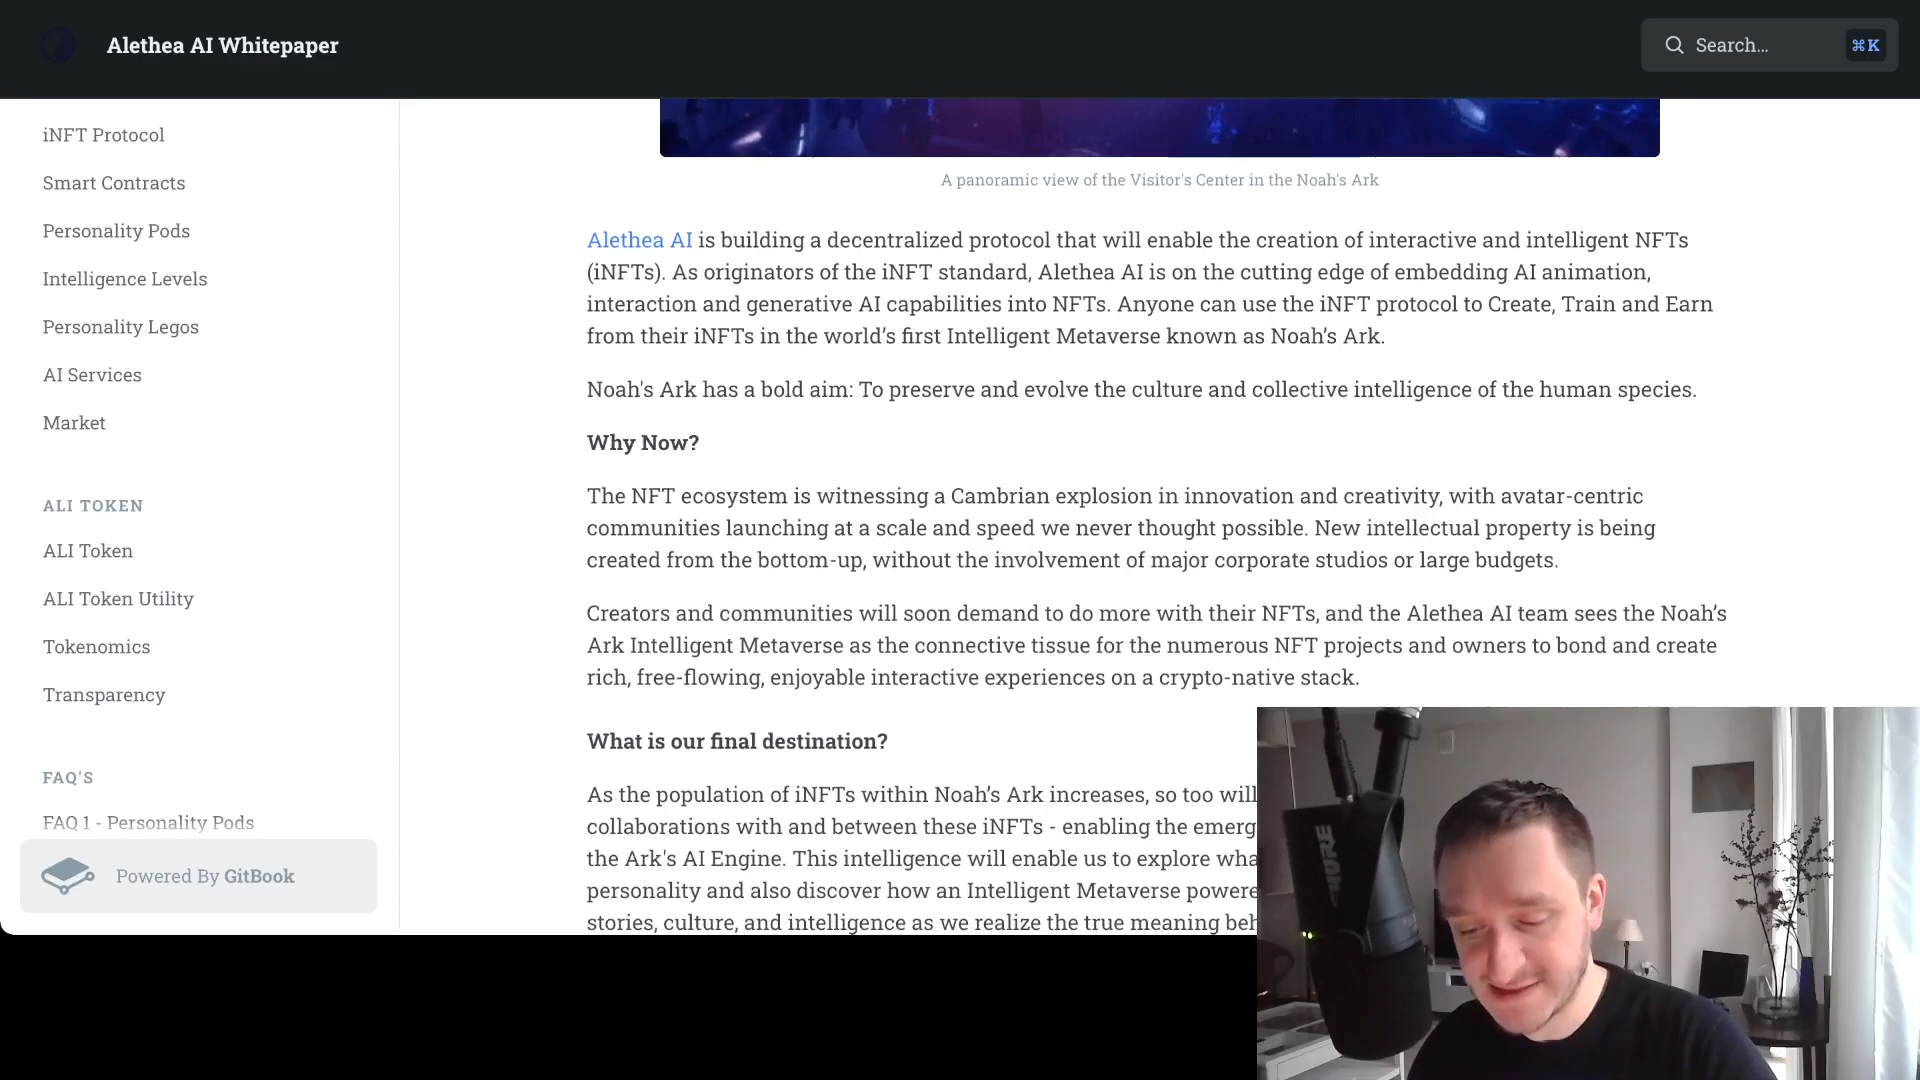 Alethea AI Whitepaper
Search...
⌘K
iNFT Protocol
Smart Contracts
Personality Pods
Intelligence Levels
Personality Legos
AI Services
Market
ALI TOKEN
ALI Token
ALI Token Utility
Tokenomics
Transparency
FAQ'S
FAQ 1 - Personality Pods
Powered By GitBook
A panoramic view of the Visitor's Center in the Noah's Ark
Alethea AI is building a decentralized protocol that will enable the creation of interactive and intelligent NFTs
(iNFTs). As originators of the iNFT standard, Alethea AI is on the cutting edge of embedding AI animation,
interaction and generative AI capabilities into NFTs. Anyone can use the iNFT protocol to Create, Train and Earn
from their iNFTs in the world’s first Intelligent Metaverse known as Noah’s Ark.
Noah's Ark has a bold aim: To preserve and evolve the culture and collective intelligence of the human species.
Why Now?
The NFT ecosystem is witnessing a Cambrian explosion in innovation and creativity, with avatar-centric
communities launching at a scale and speed we never thought possible. New intellectual property is being
created from the bottom-up, without the involvement of major corporate studios or large budgets.
Creators and communities will soon demand to do more with their NFTs, and the Alethea AI team sees the Noah’s
Ark Intelligent Metaverse as the connective tissue for the numerous NFT projects and owners to bond and create
rich, free-flowing, enjoyable interactive experiences on a crypto-native stack.
What is our final destination?
As the population of iNFTs within Noah’s Ark increases, so too will
collaborations with and between these iNFTs - enabling the emerg
the Ark's AI Engine. This intelligence will enable us to explore wha
personality and also discover how an Intelligent Metaverse powere
stories, culture, and intelligence as we realize the true meaning beh
SHURE